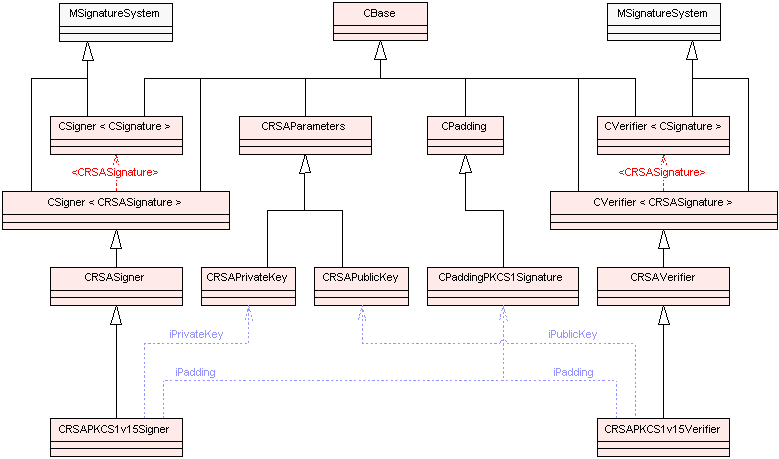 MSignatureSystem
CBase
MSignatureSystem
CSigner < CSignature >
CRSAParameters
CPadding
CVerifier < CSignature >
<CRSASignature>
<CRSASignature>
CSigner < CRSASignature >
CVerifier < CRSASignature >
CRSASigner
CRSAPrivateKey
CRSAPublicKey
CPaddingPKCS1Signature
CRSAVerifier
iPrivateKey
iPublicKey
iPadding
iPadding
CRSAPKCS1v15Signer
CRSAPKCS1v15Verifier